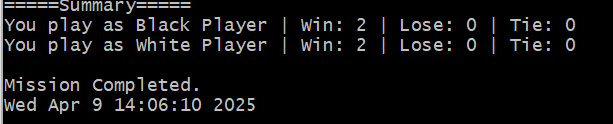 =====Summary=====
You play as Black Player | Win: 2 | Lose: 0 | Tie: 0
You play as White Player | Win: 2 | Lose: 0 | Tie: 0
Mission Completed.
Wed Apr 9 14:06:10 2025